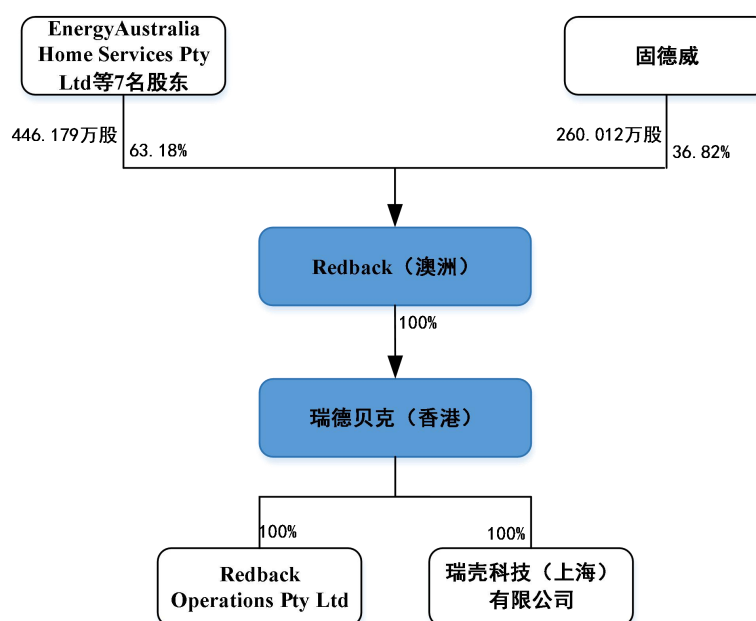 EnergyAustralia
Home Services Pty
Ltd等7名股东
固德威
446.179万股
63.18%
260.012万股
36.82%
Redback（澳洲）
100%
瑞德贝克（香港）
100%
100%
Redback
Operations Pty Ltd
瑞壳科技（上海）
有限公司